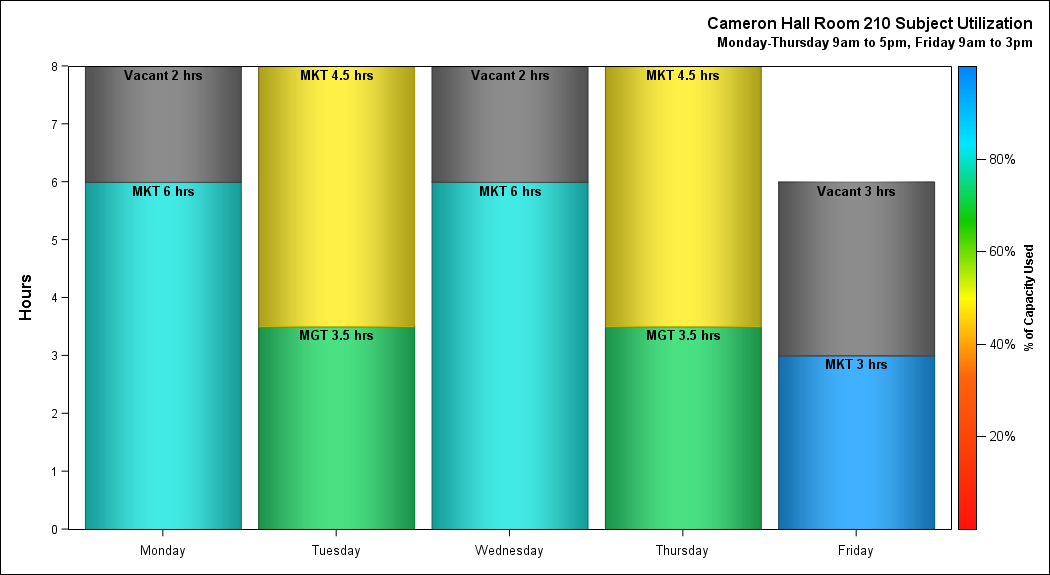 Cameron Hall Room 210 Subject Utilization
Monday-Thursday 9am to 5pm, Friday 9am to 3pm
Hours
8
7
6
5
4
3
2
1
0
Vacant 2 hrs
MKT 6 hrs
MKT 4.5 hrs
MGT 3.5 hrs
Vacant 2 hrs
MKT 6 hrs
MKT 4.5 hrs
MGT 3.5 hrs
Vacant 3 hrs
MKT 3 hrs
Monday
Tuesday
Wednesday
Thursday
Friday
80%
60%
40%
20%
% of Capacity Used